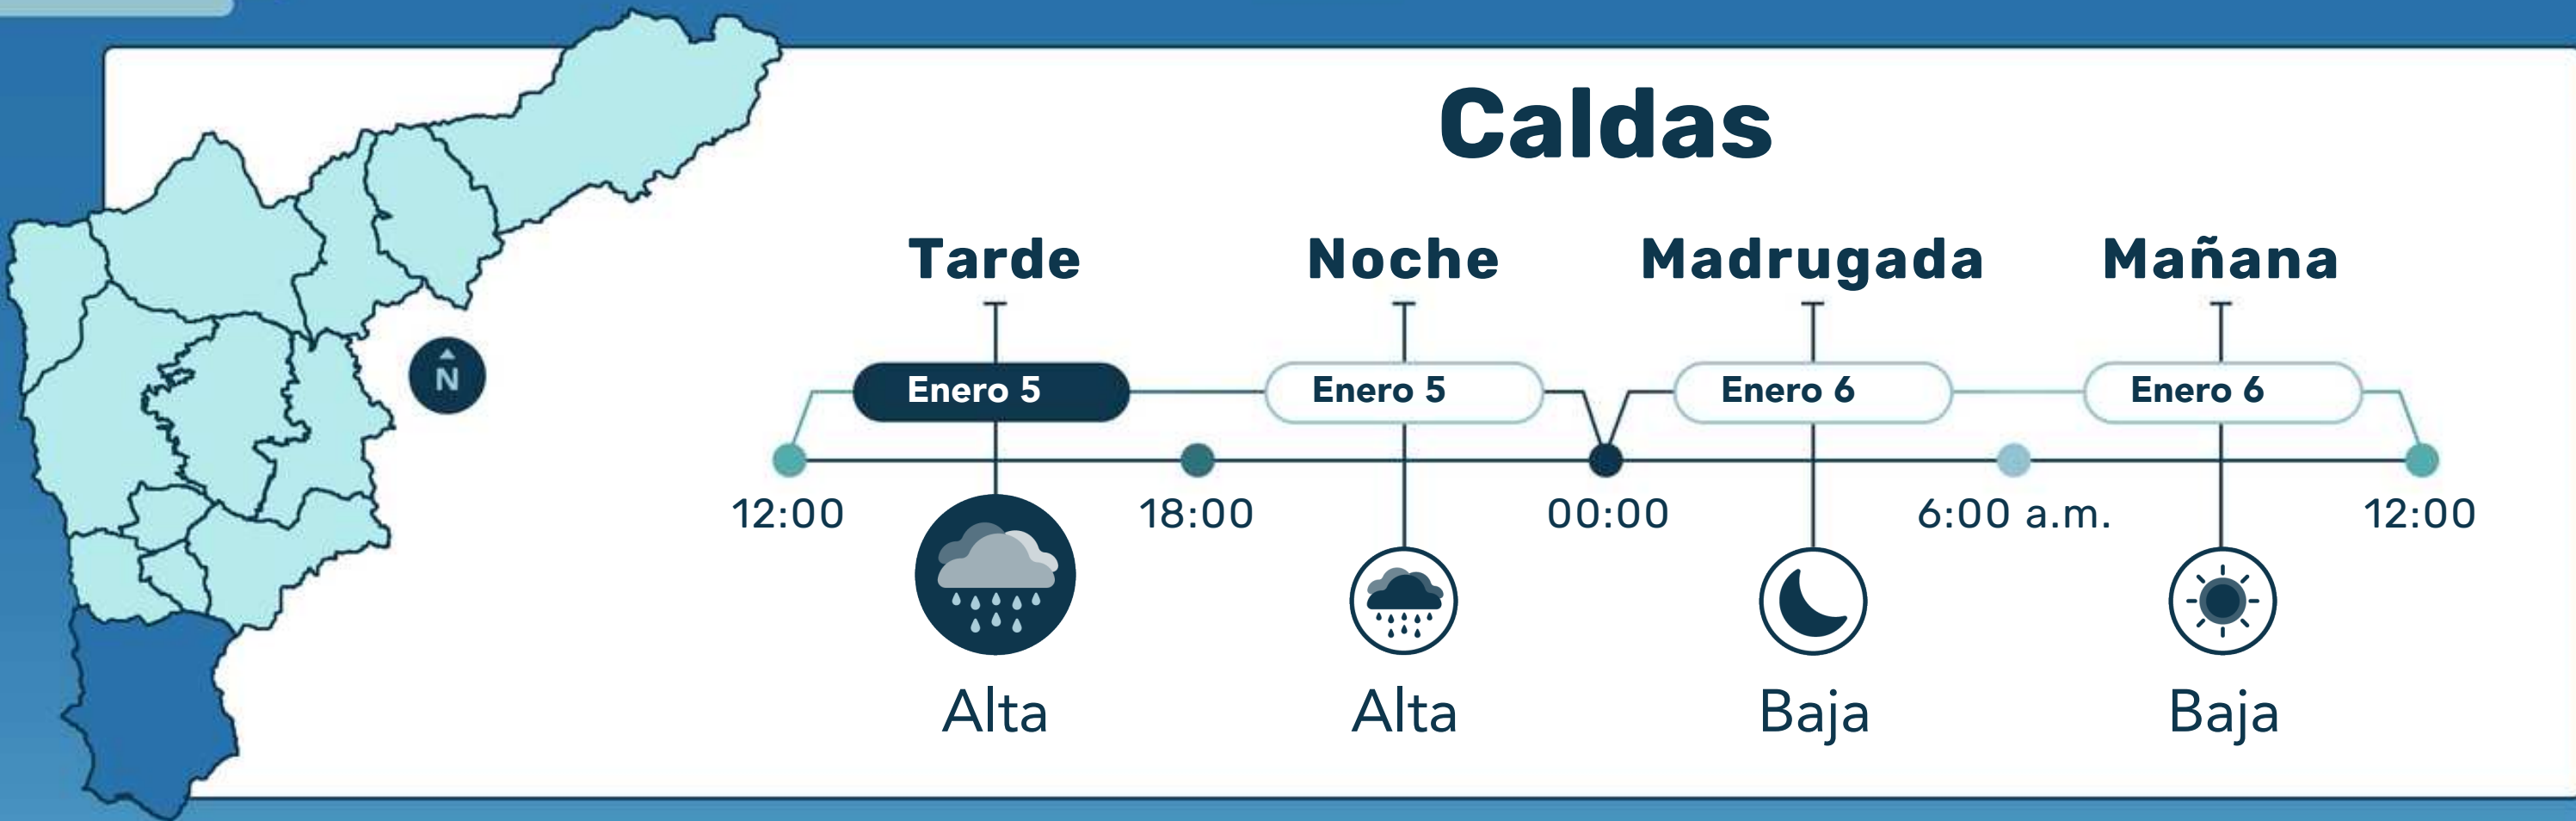 Caldas
Tarde Noche Madrugada Mañana
Enero 5 Enero 5 Enero 6 Enero 6
N
12:00 18:00 00:00 6:00 a.m. 12:00
Alta Alta Baja Baja